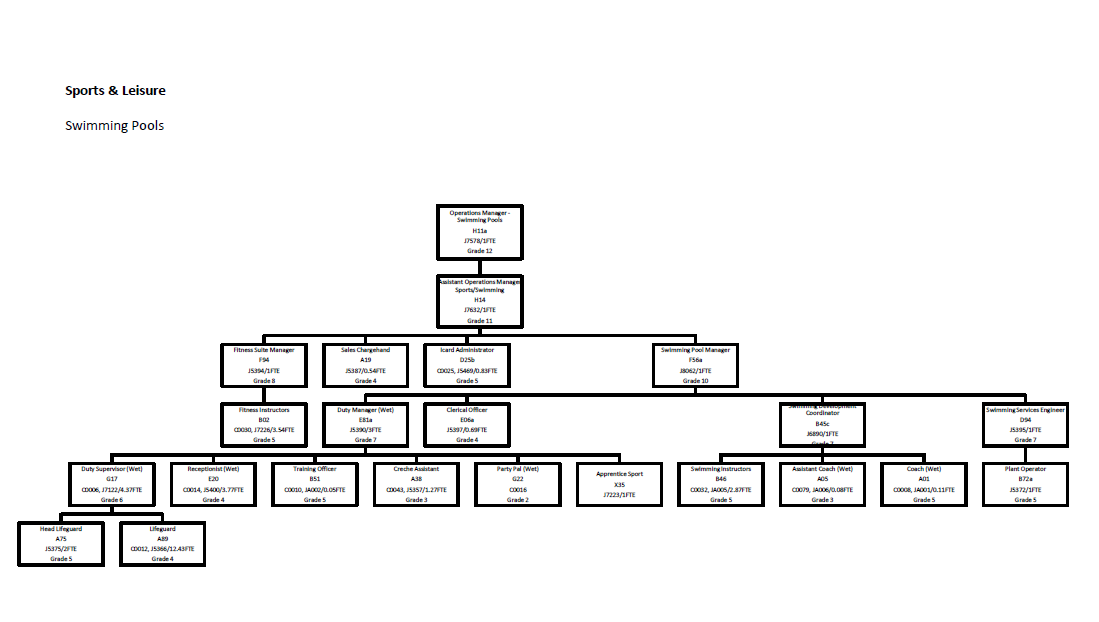 Sports & Leisure
Swimming Pools
Operations Manager -
Swimming Pools
H11a
J7578/1FTE
Grade 12
Assistant Operations Manager
Sports/Swimming
H14
J7632/1FTE
Grade 11
Fitness Suite Manager
F94
J5394/1FTE
Grade 8
Sales Chargehand
A19
J5387/0.54FTE
Grade 4
Icard Administrator
D25b
C0025, J5469/0.83FTE
Grade 5
Swimming Pool Manager
F56a
J8062/1FTE
Grade 10
Fitness Instructors
B02
C0030, J7226/3.54FTE
Grade 5
Duty Manager (Wet)
E81a
J5390/3FTE
Grade 7
Clerical Officer
E06a
J5397/0.69FTE
Grade 4
Swimming Development
Coordinator
B45c
J6890/1FTE
Grade 7
Swimming Services Engineer
D94
J5395/1FTE
Grade 7
Duty Supervisor (Wet)
G17
C0006, J7122/4.37FTE
Grade 6
Receptionist (Wet)
E20
C0014, J5400/3.77FTE
Grade 4
Training Officer
B51
C0010, JA002/0.05FTE
Grade 5
Creche Assistant
A38
C0043, J5357/1.27FTE
Grade 3
Party Pal (Wet)
G22
C0016
Grade 2
Apprentice Sport
X35
J7223/1FTE
Swimming Instructors
B46
C0032, JA005/2.87FTE
Grade 5
Assistant Coach (Wet)
A05
C0079, JA006/0.08FTE
Grade 3
Coach (Wet)
A01
C0008, JA001/0.11FTE
Grade 5
Plant Operator
B72a
J5372/1FTE
Grade 5
Head Lifeguard
A75
J5375/2FTE
Grade 5
Lifeguard
A89
C0012, J5366/12.43FTE
Grade 4